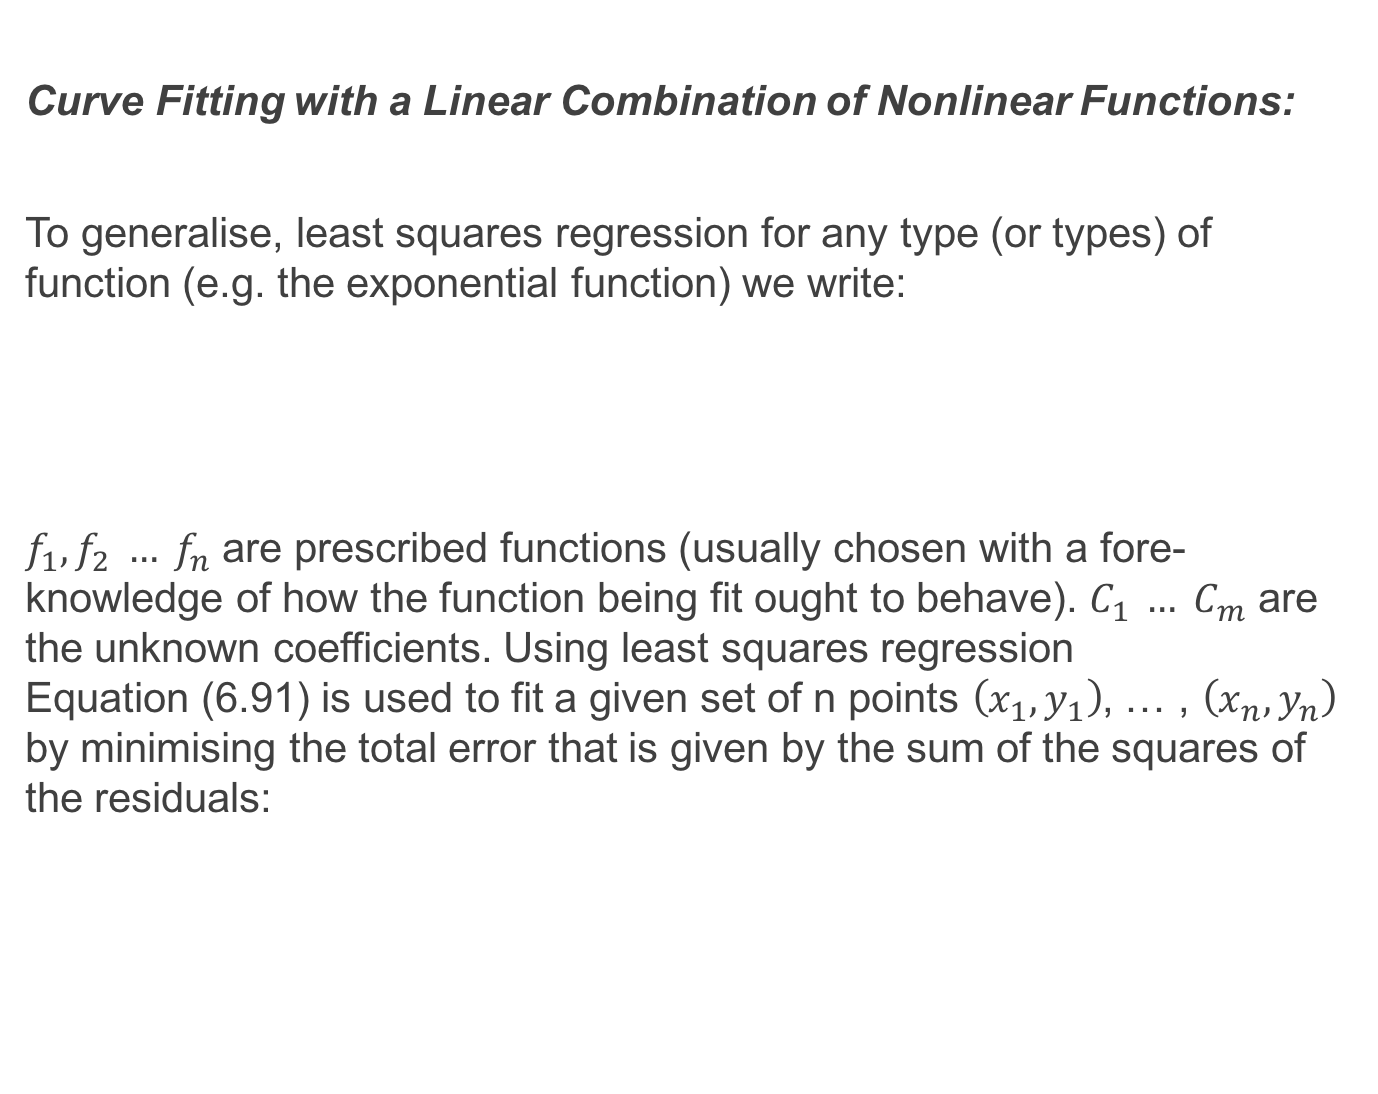 Curve Fitting with a Linear Combination of Nonlinear Functions:
To generalise, least squares regression for any type (or types) of
function (e.g. the exponential function) we write:
𝑓₁, 𝑓₂ … 𝑓ₙ are prescribed functions (usually chosen with a fore-
knowledge of how the function being fit ought to behave). 𝐶₁ … 𝐶ₘ are
the unknown coefficients. Using least squares regression
Equation (6.91) is used to fit a given set of n points (𝑥₁, 𝑦₁), … , (𝑥ₙ, 𝑦ₙ)
by minimising the total error that is given by the sum of the squares of
the residuals: